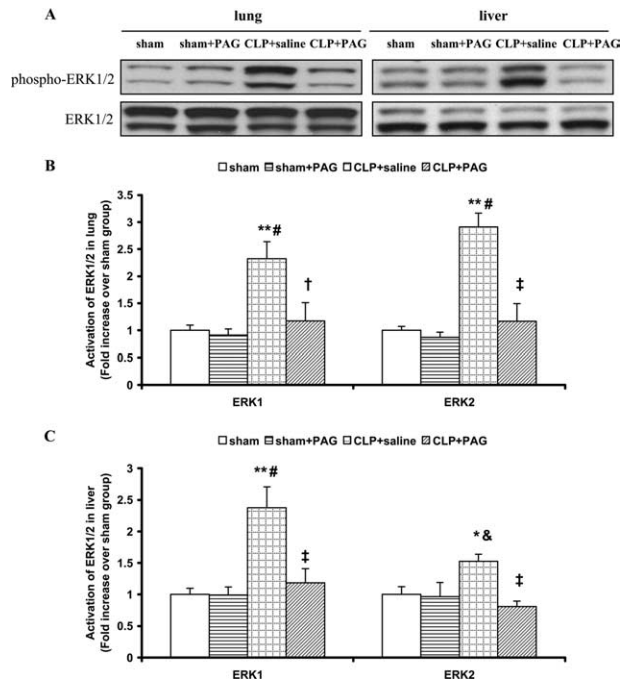 A
lung liver
sham sham+PAG CLP+saline CLP+PAG sham sham+PAG CLP+saline CLP+PAG
phospho-ERK1/2
ERK1/2
B
sham sham+PAG CLP+saline CLP+PAG
Activation of ERK1/2 in lung
(Fold increase over sham group)
3.5
3
2.5
2
1.5
1
0.5
0
**# † **# ‡
ERK1 ERK2
C
sham sham+PAG CLP+saline CLP+PAG
Activation of ERK1/2 in liver
(Fold increase over sham group)
3
2.5
2
1.5
1
0.5
0
**# ‡ *& ‡
ERK1 ERK2